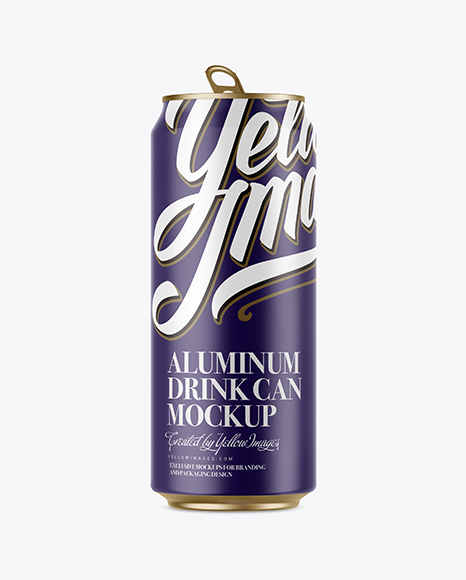 Yello
Ima
ALUMINUM
DRINK CAN
MOCKUP
Created by Yellow Images
YELLOWIMAGES.COM
EXCLUSIVE MOCKUPS FOR BRANDING
AND PACKAGING DESIGN